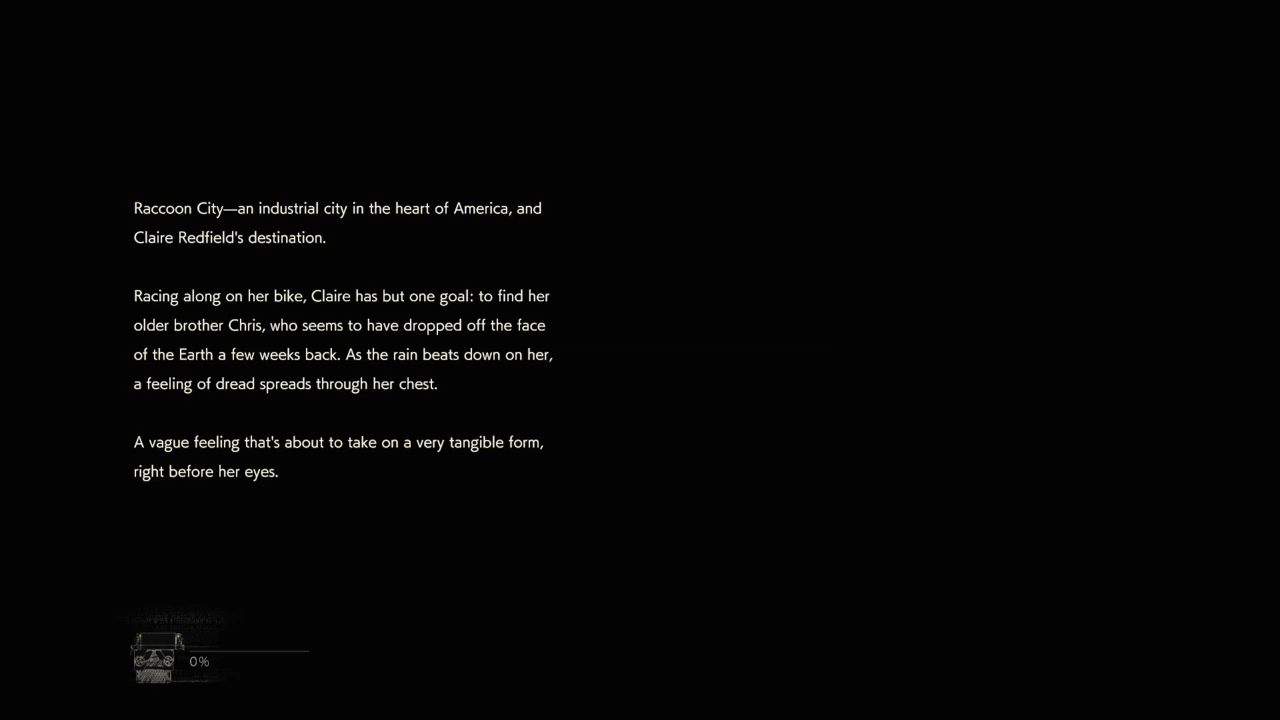 Raccoon City—an industrial city in the heart of America, and
Claire Redfield's destination.
Racing along on her bike, Claire has but one goal: to find her
older brother Chris, who seems to have dropped off the face
of the Earth a few weeks back. As the rain beats down on her,
a feeling of dread spreads through her chest.
A vague feeling that's about to take on a very tangible form,
right before her eyes.
0%